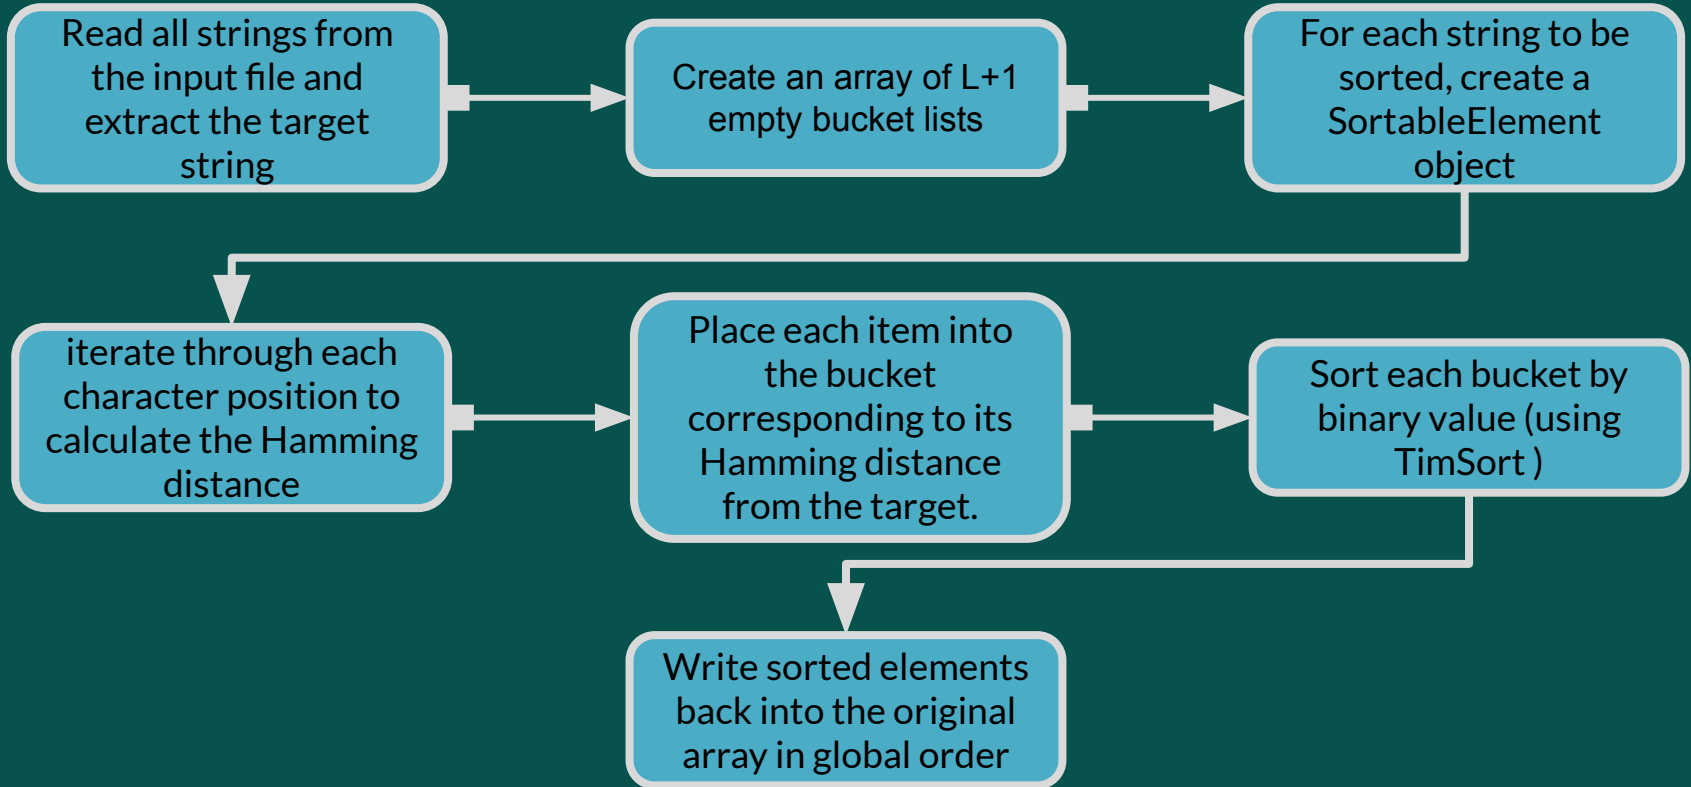 Read all strings from
the input file and
extract the target
string
Create an array of L+1
empty bucket lists
For each string to be
sorted, create a
SortableElement
object
iterate through each
character position to
calculate the Hamming
distance
Place each item into
the bucket
corresponding to its
Hamming distance
from the target.
Sort each bucket by
binary value (using
TimSort )
Write sorted elements
back into the original
array in global order